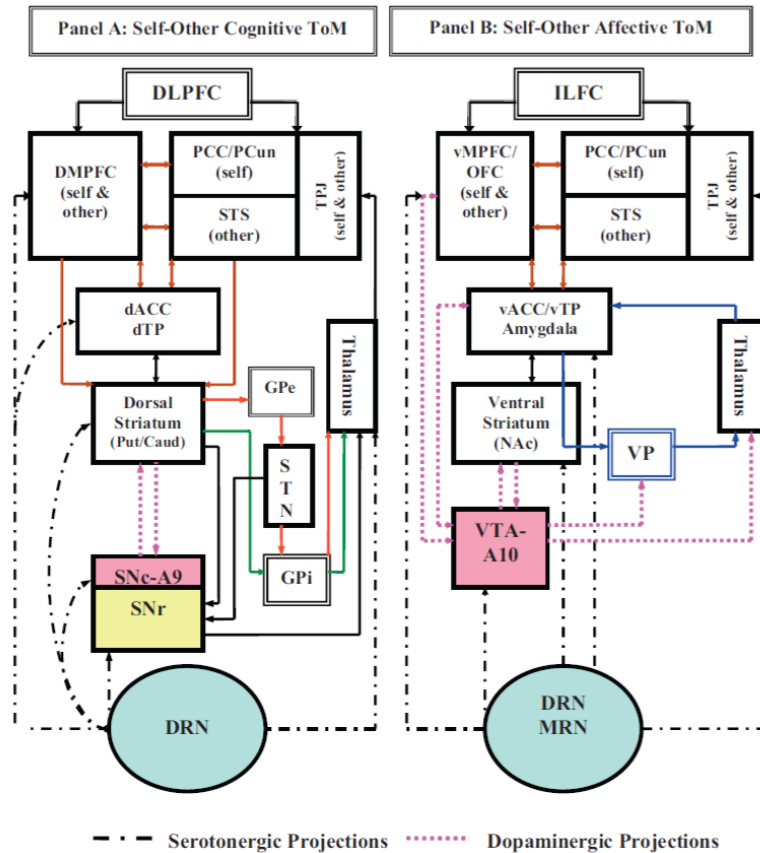 Panel A: Self-Other Cognitive ToM
DLPFC
DMPFC
(self &
other)
PCC/PCun
(self)
STS
(other)
TPJ
(self & other)
dACC
dTP
Dorsal
Striatum
(Put/Caud)
GPe
S
T
N
GPi
Thalamus
SNc-A9
SNr
DRN
Panel B: Self-Other Affective ToM
ILFC
vMPFC/
OFC
(self &
other)
PCC/PCun
(self)
STS
(other)
TPJ
(self & other)
vACC/vTP
Amygdala
Ventral
Striatum
(NAc)
VP
Thalamus
VTA-
A10
DRN
MRN
Serotonergic Projections
Dopaminergic Projections